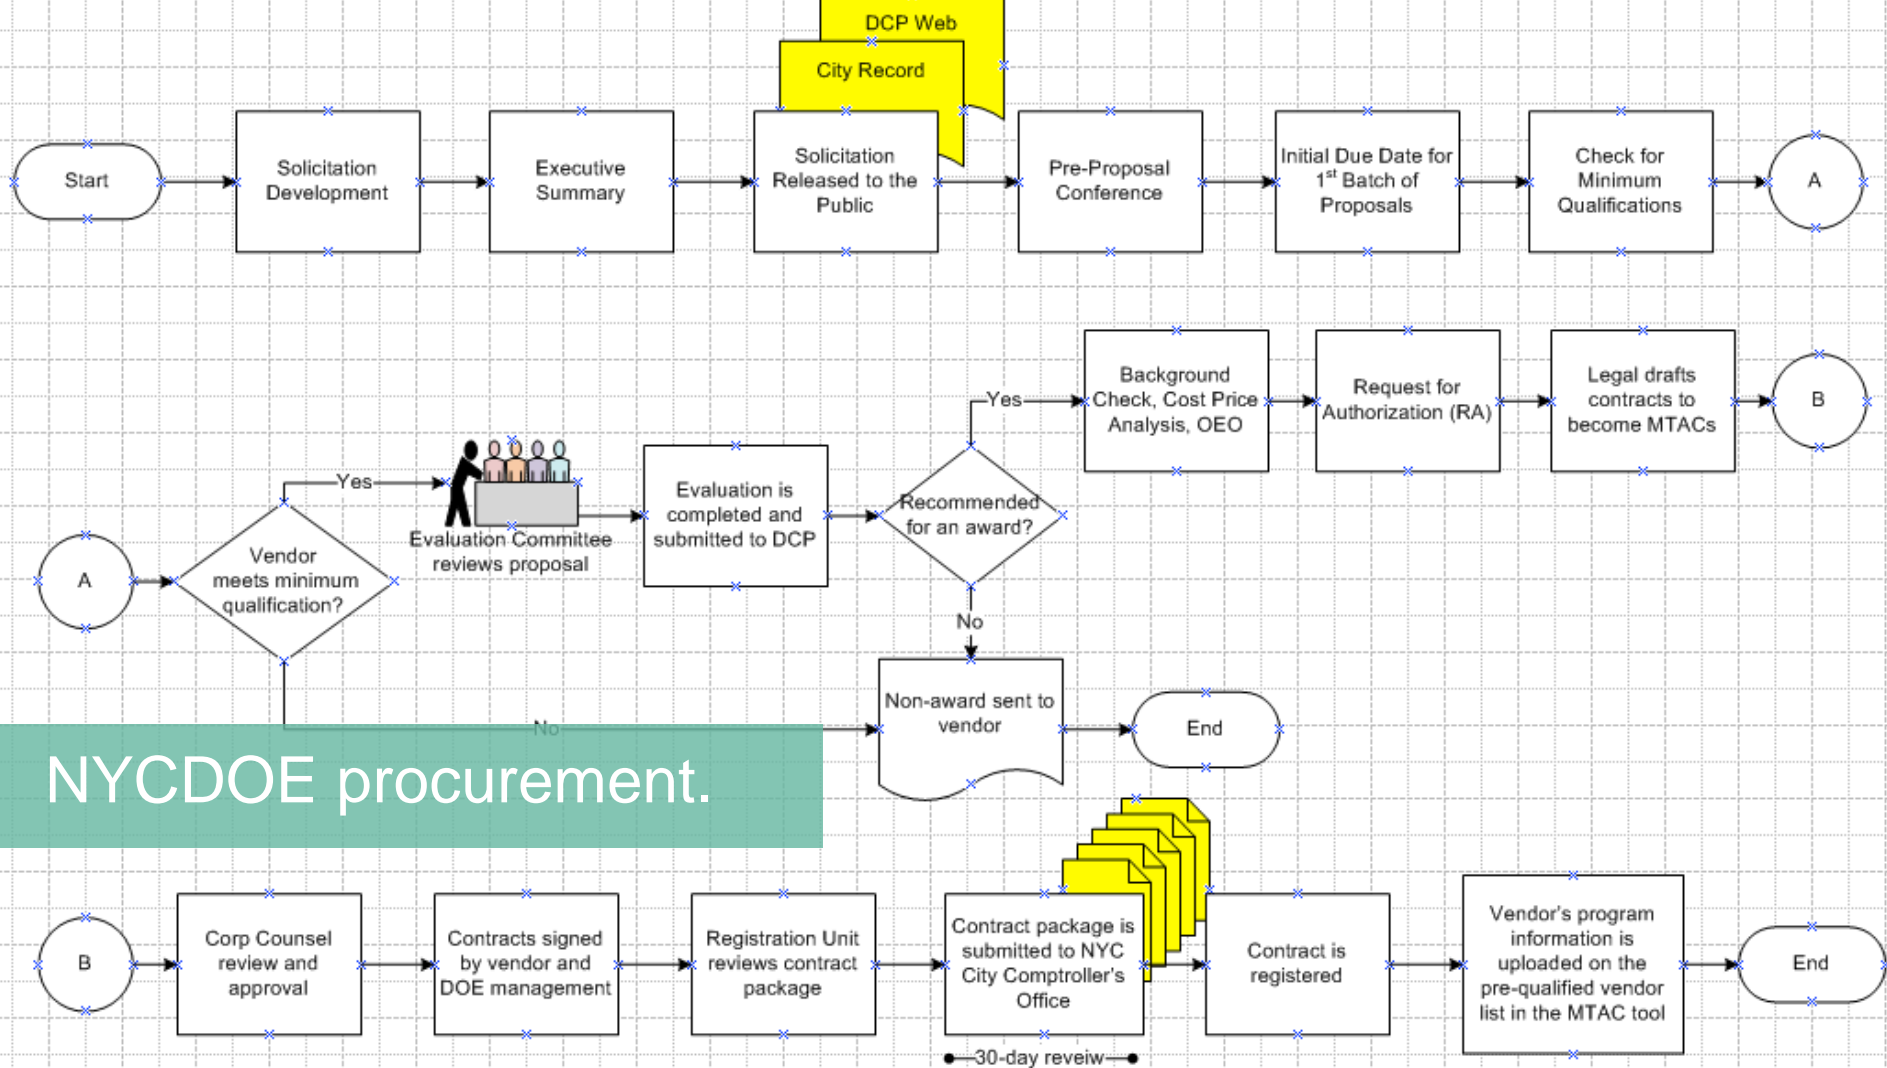 DCP Web
City Record
Start
Solicitation
Development
Executive
Summary
Solicitation
Released to the
Public
Pre-Proposal
Conference
Initial Due Date for
1st Batch of
Proposals
Check for
Minimum
Qualifications
A
Background
Check, Cost Price
Analysis, OEO
Request for
Authorization (RA)
Legal drafts
contracts to
become MTACs
B
Yes
Yes
A
Vendor
meets minimum
qualification?
Evaluation Committee
reviews proposal
Evaluation is
completed and
submitted to DCP
Recommended
for an award?
No
No
Non-award sent to
vendor
End
NYCDOE procurement.
B
Corp Counsel
review and
approval
Contracts signed
by vendor and
DOE management
Registration Unit
reviews contract
package
Contract package is
submitted to NYC
City Comptroller's
Office
30-day reveiw
Contract is
registered
Vendor's program
information is
uploaded on the
pre-qualified vendor
list in the MTAC tool
End